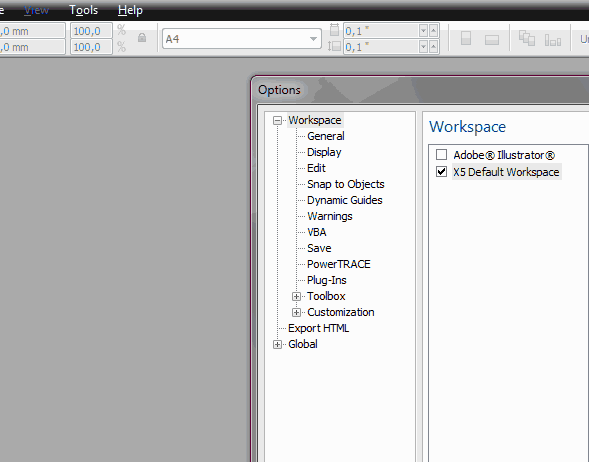 View Tools Help
,0 mm 100,0 % A4 0,1 "
,0 mm 100,0 % 0,1 "
Options
Workspace
General
Display
Edit
Snap to Objects
Dynamic Guides
Warnings
VBA
Save
PowerTRACE
Plug-Ins
Toolbox
Customization
Export HTML
Global
Workspace
Adobe® Illustrator®
X5 Default Workspace